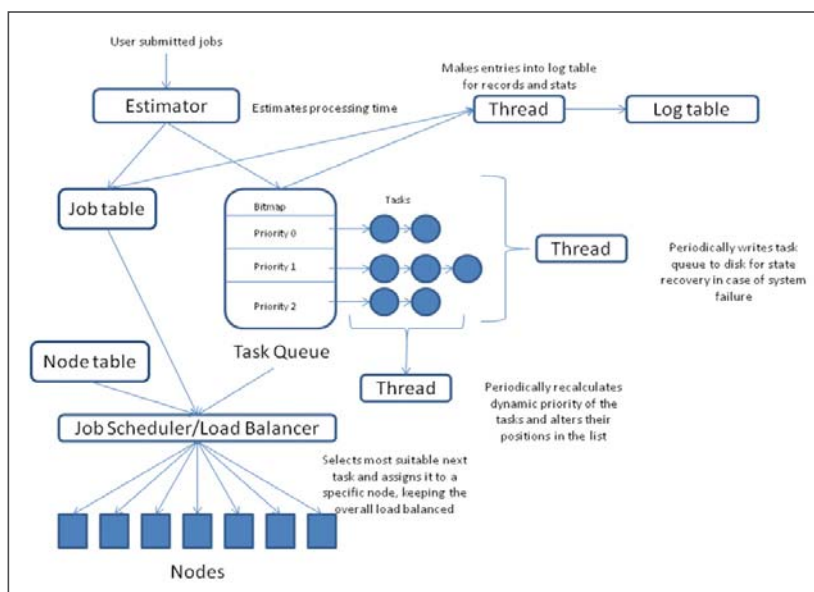 User submitted jobs
Estimator
Estimates processing time
Makes entries into log table
for records and stats
Thread
Log table
Job table
Bitmap
Priority 0
Priority 1
Priority 2
Tasks
Thread
Periodically writes task
queue to disk for state
recovery in case of system
failure
Task Queue
Node table
Thread
Periodically recalculates
dynamic priority of the
tasks and alters their
positions in the list
Job Scheduler/Load Balancer
Selects most suitable next
task and assigns it to a
specific node, keeping the
overall load balanced
Nodes